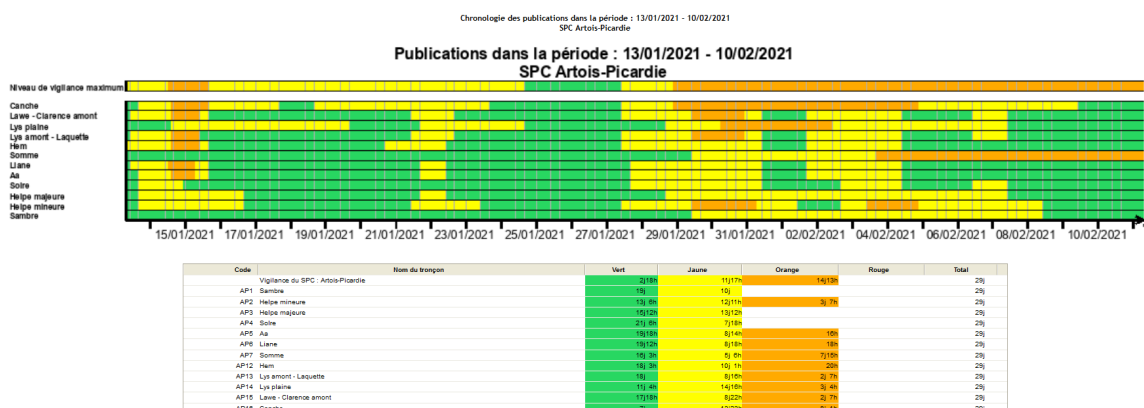 Chronologie des publications dans la période : 13/01/2021 - 10/02/2021
SPC Artois-Picardie
Publications dans la période : 13/01/2021 - 10/02/2021
SPC Artois-Picardie
Niveau de vigilance maximum
Canche
Lawe - Clarence amont
Lys plaine
Lys amont - Laquette
Hem
Somme
Liane
Aa
Solre
Helpe majeure
Helpe mineure
Sambre
15/01/2021 17/01/2021 19/01/2021 21/01/2021 23/01/2021 25/01/2021 27/01/2021 29/01/2021 31/01/2021 02/02/2021 04/02/2021 06/02/2021 08/02/2021 10/02/2021
Code Nom du tronçon Vert Jaune Orange Rouge Total
Vigilance du SPC : Artois-Picardie 2j18h 11j17h 14j13h 29j
AP1 Sambre 19j 10j 29j
AP2 Helpe mineure 13j 6h 12j11h 3j 7h 29j
AP3 Helpe majeure 15j12h 13j12h 29j
AP4 Solre 21j 6h 7j18h 29j
AP5 Aa 19j18h 8j14h 16h 29j
AP6 Liane 19j12h 8j18h 18h 29j
AP7 Somme 16j 3h 5j 6h 7j15h 29j
AP12 Hem 18j 3h 10j 1h 20h 29j
AP13 Lys amont - Laquette 18j 8j16h 2j 7h 29j
AP14 Lys plaine 11j 4h 14j16h 3j 4h 29j
Lawe - Clarence amont 17j18h 8j22h 2j 7h 29j